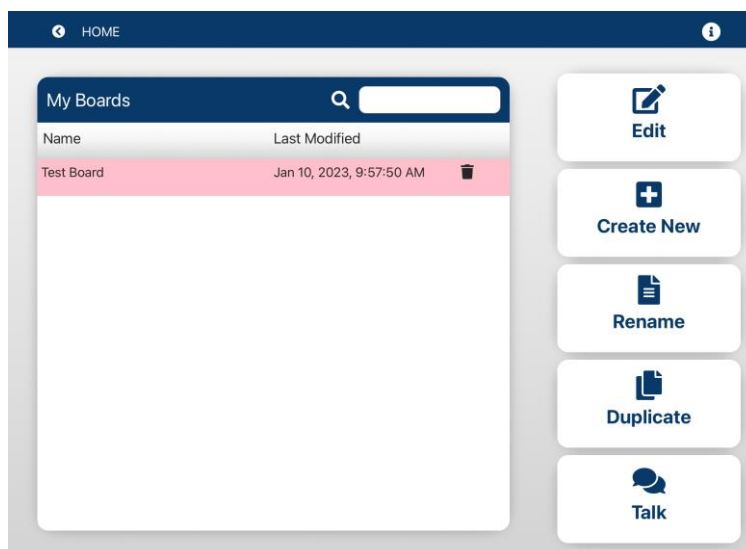 HOME
My Boards
Name Last Modified
Test Board Jan 10, 2023, 9:57:50 AM
Edit
Create New
Rename
Duplicate
Talk